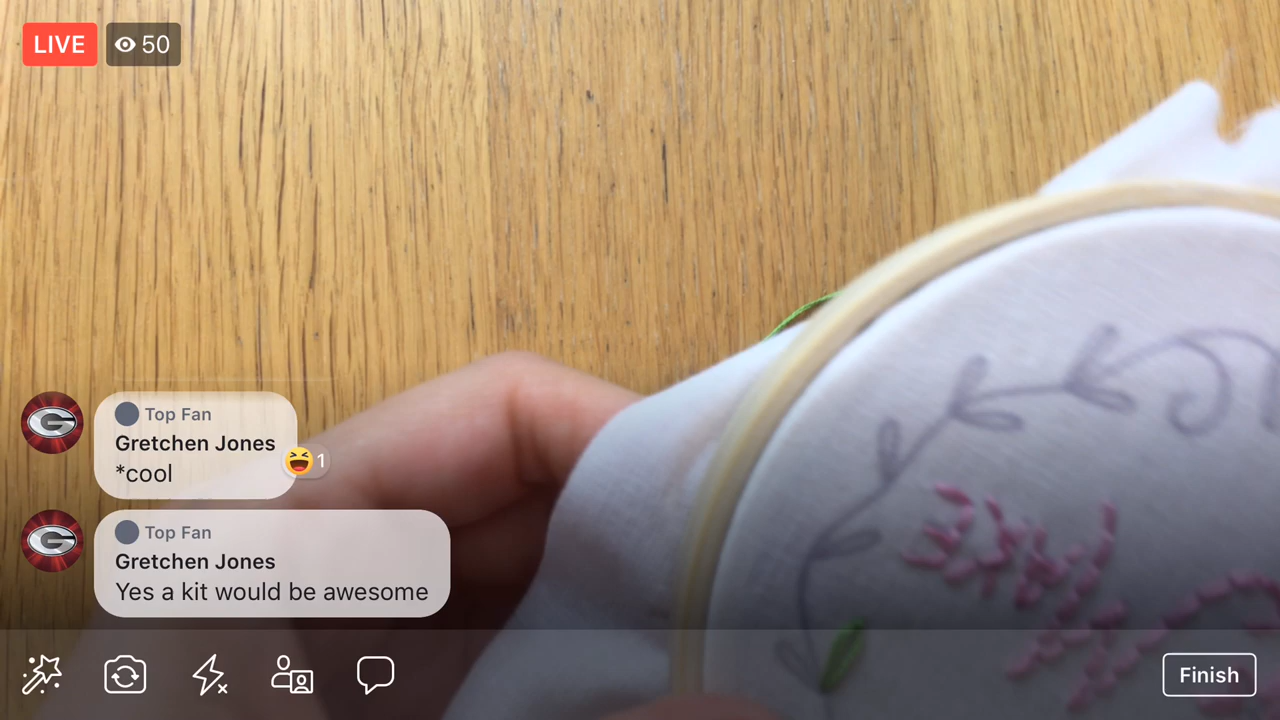 LIVE 50
Top Fan
Gretchen Jones
*cool
1
Top Fan
Gretchen Jones
Yes a kit would be awesome
Finish